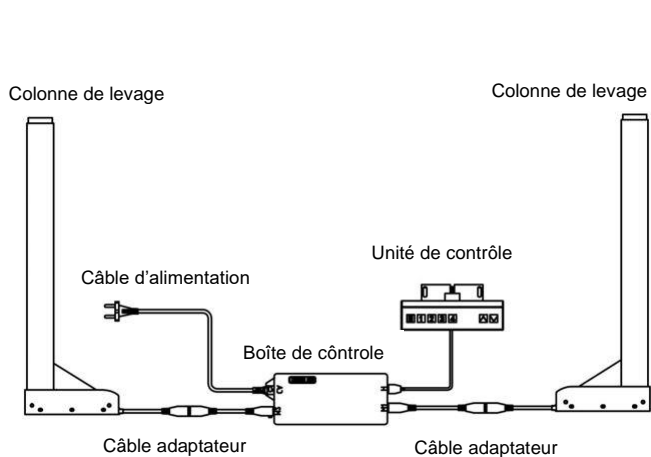 Colonne de levage
Colonne de levage
Unité de contrôle
Câble d’alimentation
Boîte de côntrole
Câble adaptateur
Câble adaptateur